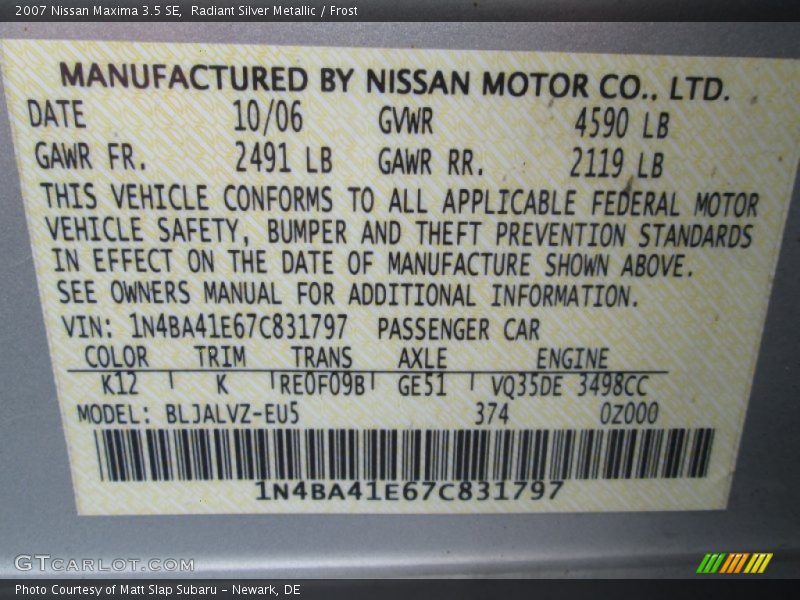 2007 Nissan Maxima 3.5 SE,  Radiant Silver Metallic / Frost
MANUFACTURED BY NISSAN MOTOR CO., LTD.
DATE 10/06 GVWR 4590 LB
GAWR FR. 2491 LB GAWR RR. 2119 LB
THIS VEHICLE CONFORMS TO ALL APPLICABLE FEDERAL MOTOR
VEHICLE SAFETY, BUMPER AND THEFT PREVENTION STANDARDS
IN EFFECT ON THE DATE OF MANUFACTURE SHOWN ABOVE.
SEE OWNERS MANUAL FOR ADDITIONAL INFORMATION.
VIN: 1N4BA41E67C831797 PASSENGER CAR
COLOR TRIM TRANS AXLE ENGINE
K12 K RE0F09B GE51 VQ35DE 3498CC
MODEL: BLJALVZ-EU5 374 0Z000
1N4BA41E67C831797
GTCARLOT.COM
Photo Courtesy of Matt Slap Subaru - Newark, DE